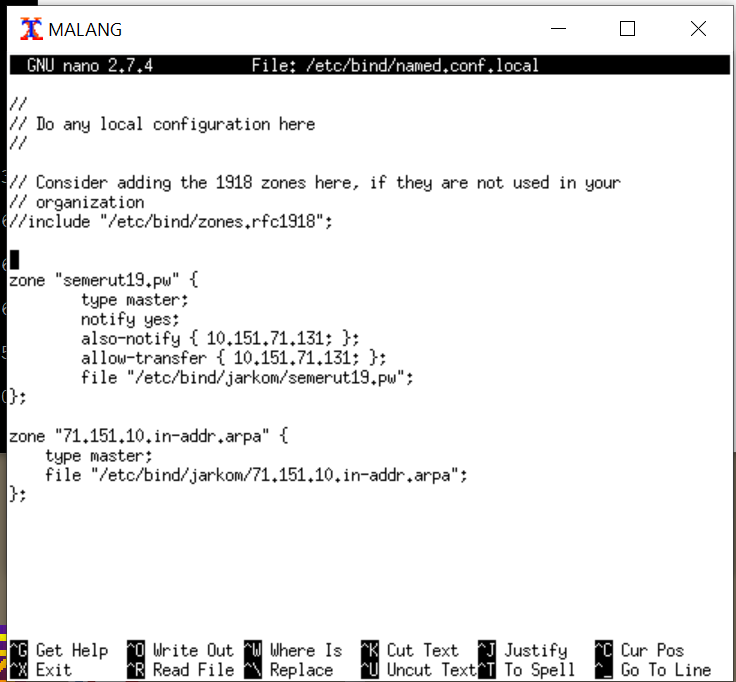 MALANG
GNU nano 2.7.4 File: /etc/bind/named.conf.local
//
// Do any local configuration here
//
// Consider adding the 1918 zones here, if they are not used in your
// organization
//include "/etc/bind/zones.rfc1918";
zone "semerut19.pw" {
type master;
notify yes;
also-notify { 10.151.71.131; };
allow-transfer { 10.151.71.131; };
file "/etc/bind/jarkom/semerut19.pw";
};
zone "71.151.10.in-addr.arpa" {
type master;
file "/etc/bind/jarkom/71.151.10.in-addr.arpa";
};
^G Get Help ^O Write Out ^W Where Is ^K Cut Text ^J Justify ^C Cur Pos
^X Exit ^R Read File ^\ Replace ^U Uncut Text ^T To Spell ^_ Go To Line